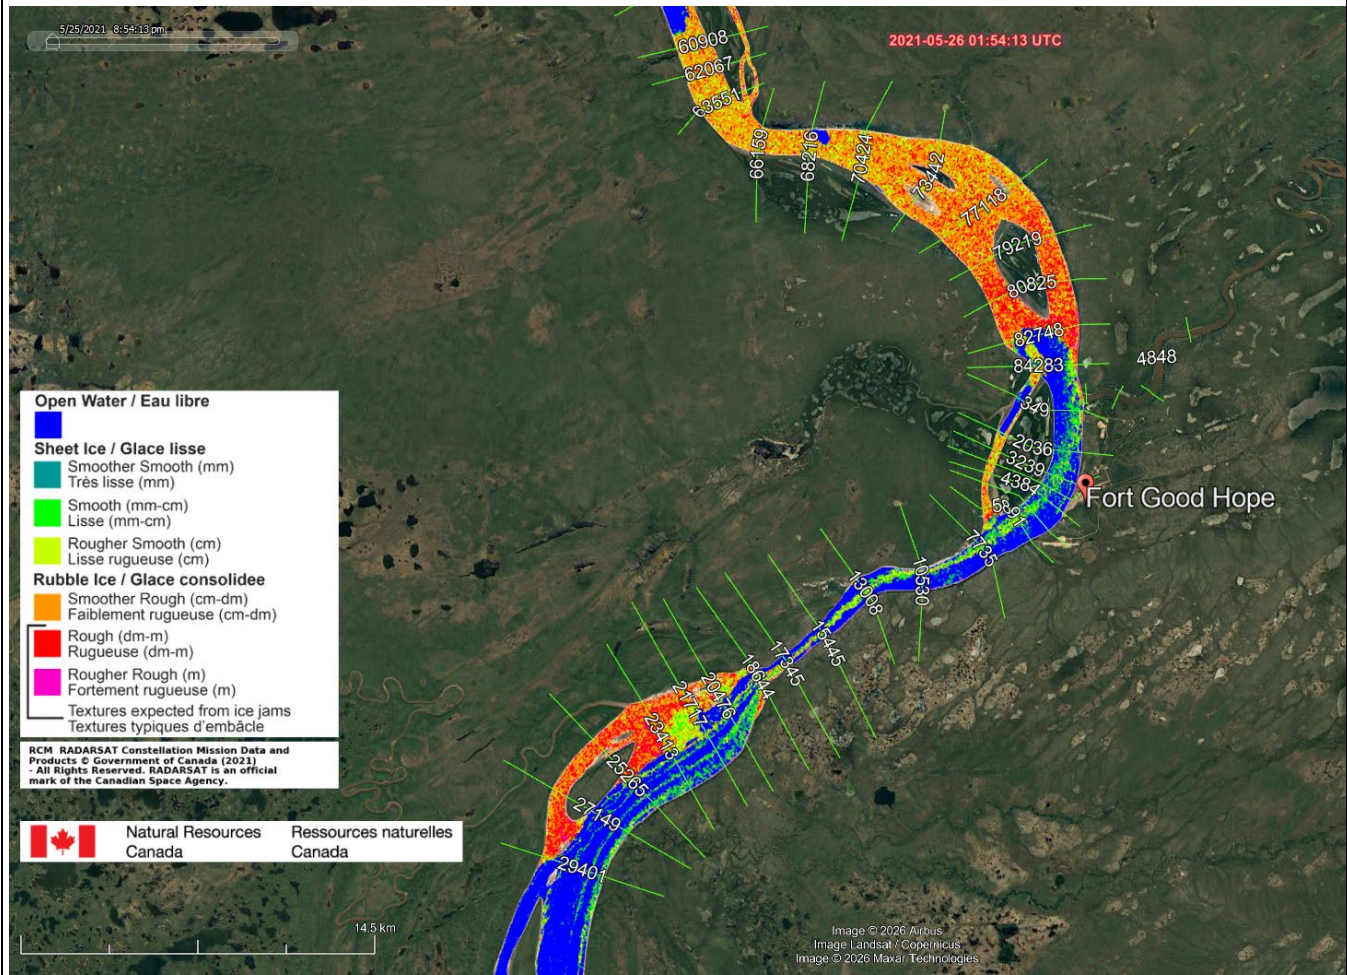 5/25/2021 8:54:13 pm
2021-05-26 01:54:13 UTC
60908
62067
63551
66159
68216
70424
73442
77118
79219
80825
82748
84283
4848
349
2036
3239
4384
5891
7735
Fort Good Hope
10530
13008
15445
17345
18644
20476
21717
23413
25265
27149
29401
Open Water / Eau libre
Sheet Ice / Glace lisse
Smoother Smooth (mm)
Très lisse (mm)
Smooth (mm-cm)
Lisse (mm-cm)
Rougher Smooth (cm)
Lisse rugueuse (cm)
Rubble Ice / Glace consolidee
Smoother Rough (cm-dm)
Faiblement rugueuse (cm-dm)
Rough (dm-m)
Rugueuse (dm-m)
Rougher Rough (m)
Fortement rugueuse (m)
Textures expected from ice jams
Textures typiques d'embâcle
RCM RADARSAT Constellation Mission Data and
Products © Government of Canada (2021)
- All Rights Reserved. RADARSAT is an official
mark of the Canadian Space Agency.
Natural Resources
Canada
Ressources naturelles
Canada
14.5 km
Image © 2026 Airbus
Image Landsat / Copernicus
Image © 2026 Maxar Technologies